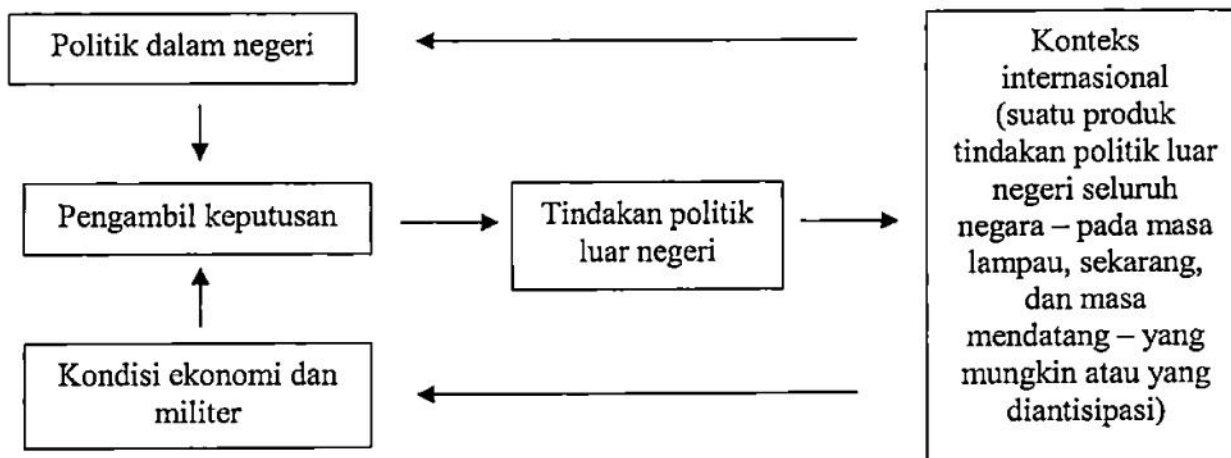 Politik dalam negeri
Pengambil keputusan
Kondisi ekonomi dan
militer
Tindakan politik
luar negeri
Konteks
internasional
(suatu produk
tindakan politik luar
negeri seluruh
negara – pada masa
lampau, sekarang,
dan masa
mendatang – yang
mungkin atau yang
diantisipasi)